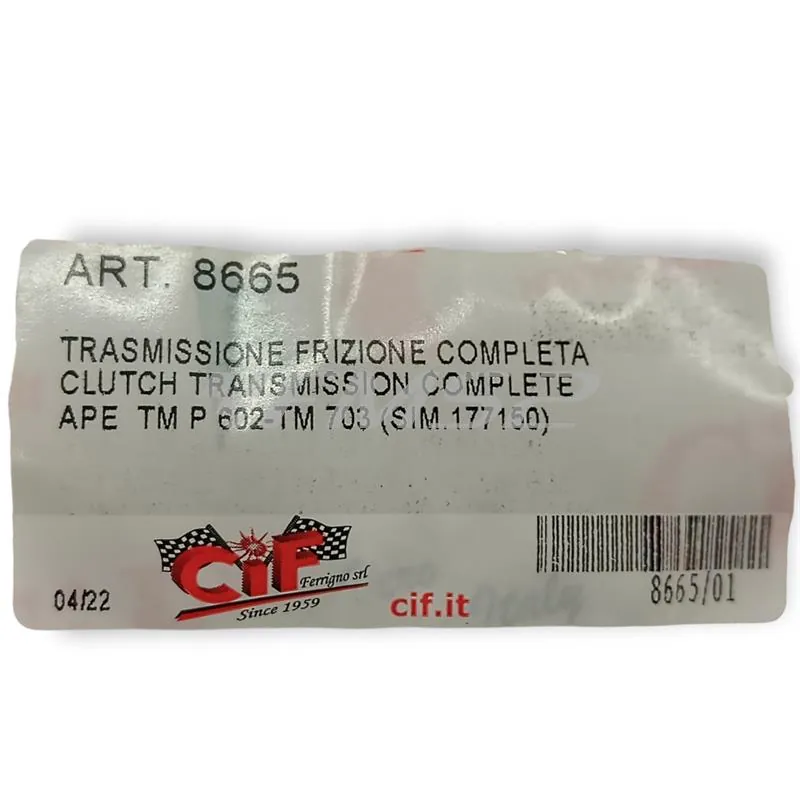 ART. 8665
TRASMISSIONE FRIZIONE COMPLETA
CLUTCH TRANSMISSION COMPLETE
APE TM P 602-TM 703 (SIM.177150)
04/22
CiF
Ferrigno srl
Since 1959
cif.it
8665/01